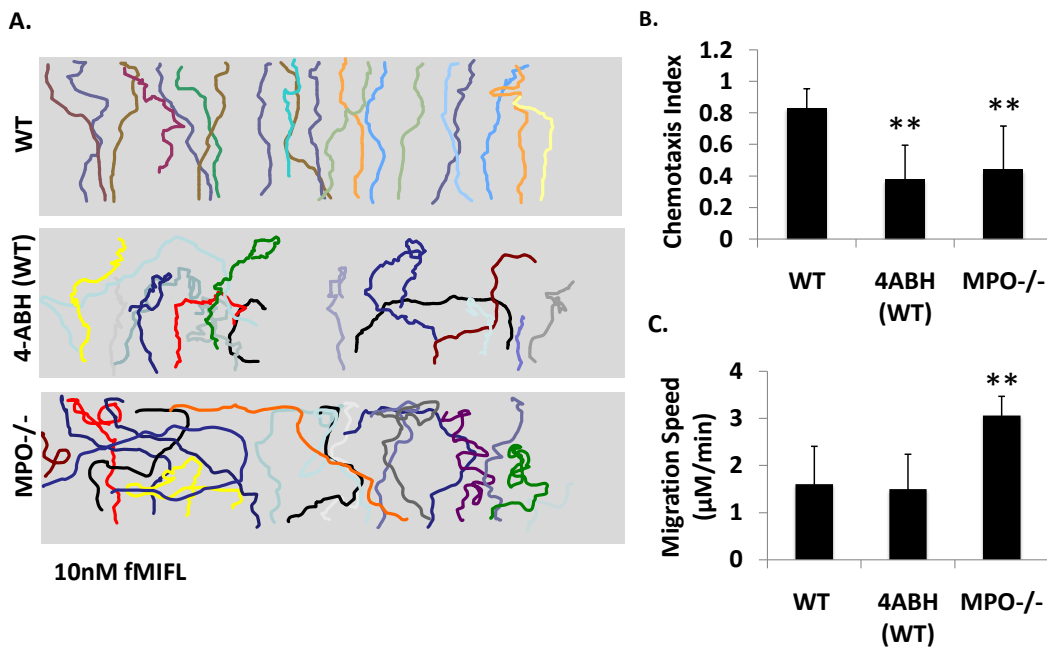 A.
WT
4-ABH (WT)
MPO-/-
10nM fMIFL
B.
Chemotaxis Index
1.2
1
0.8
0.6
0.4
0.2
0
**
**
WT
4ABH
(WT)
MPO-/-
C.
Migration Speed
(μM/min)
4
3
2
1
0
**
WT
4ABH
(WT)
MPO-/-